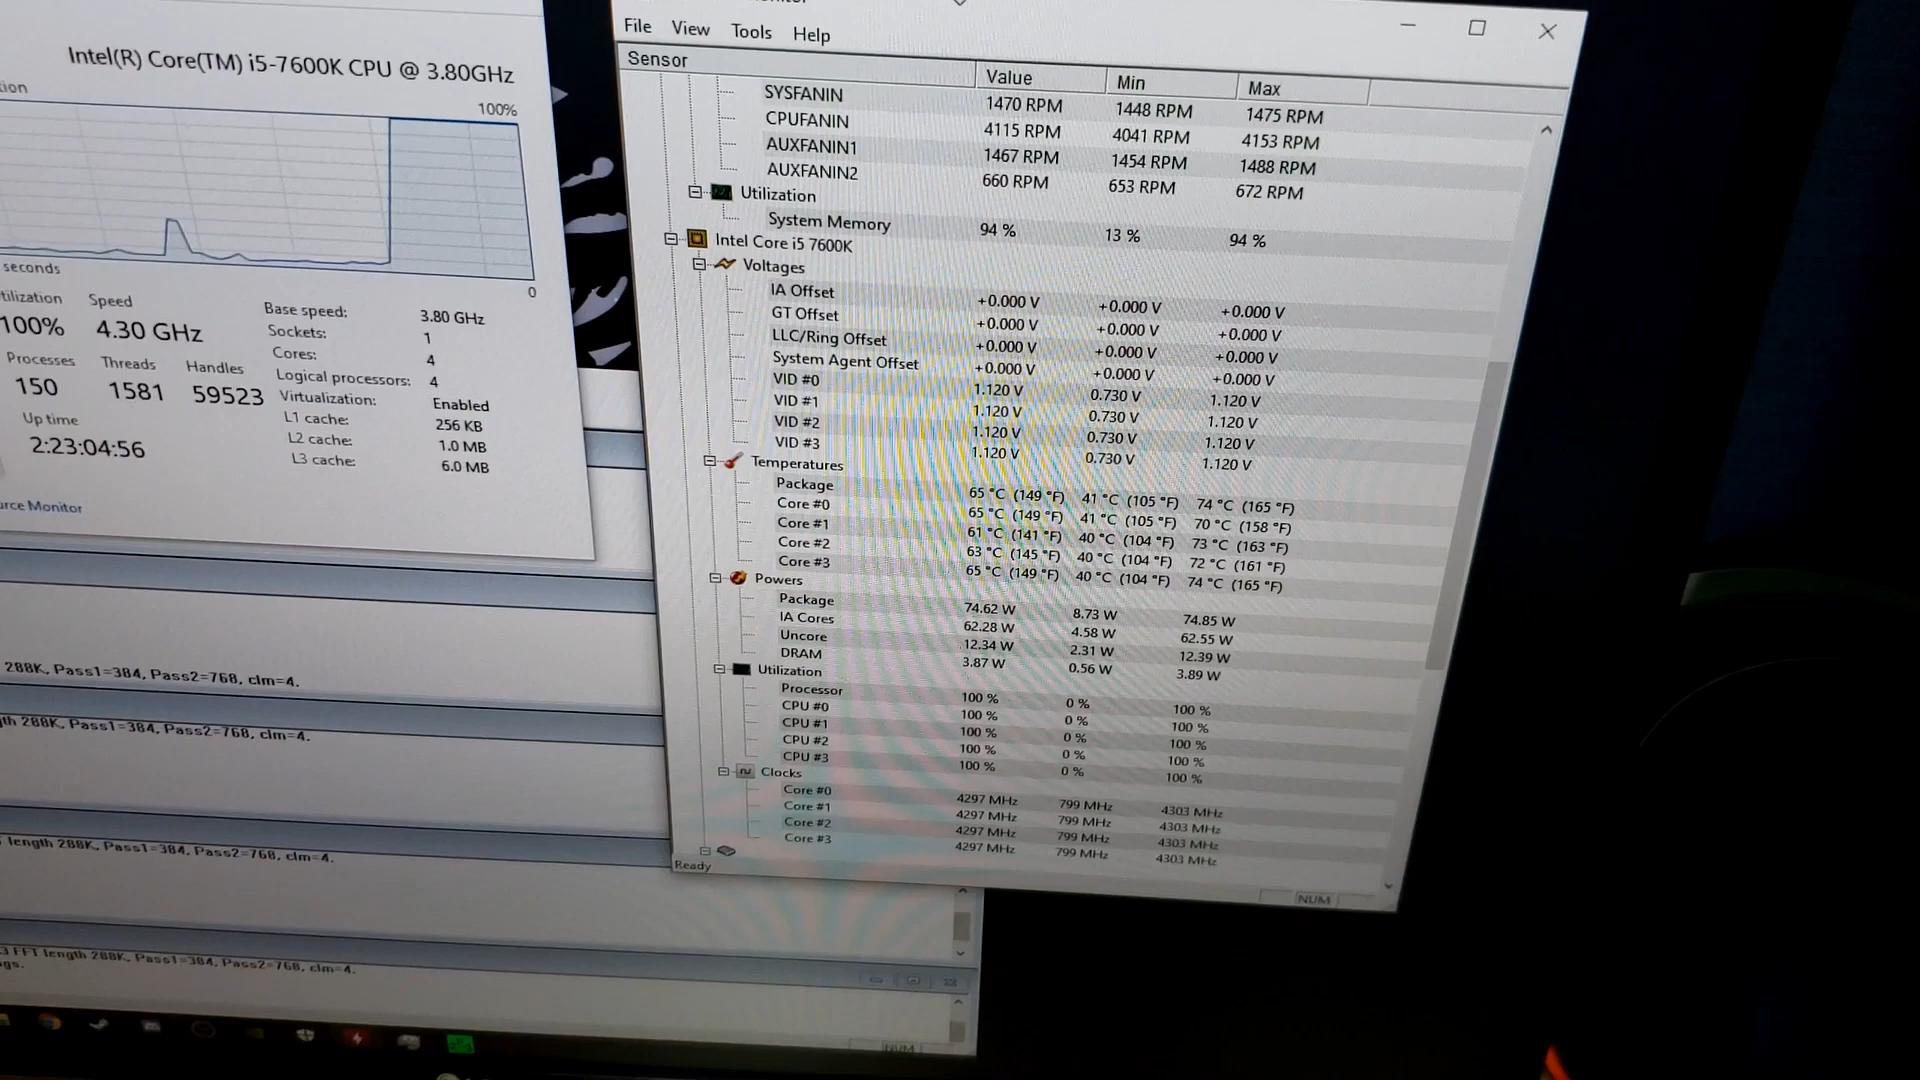 Intel(R) Core(TM) i5-7600K CPU @ 3.80GHz
100%
seconds
0
Speed
Base speed: 3.80 GHz
100% 4.30 GHz
Sockets: 1
Cores: 4
Processes Threads Handles
Logical processors: 4
150 1581 59523
Virtualization: Enabled
Up time
L1 cache: 256 KB
2:23:04:56
L2 cache: 1.0 MB
L3 cache: 6.0 MB
Monitor
288K, Pass1=384, Pass2=768, clm=4.
288K, Pass1=384, Pass2=768, clm=4.
length 288K, Pass1=384, Pass2=768, clm=4.
FFT length 288K, Pass1=384, Pass2=768, clm=4.
NUM
File View Tools Help
Sensor Value Min Max
SYSFANIN 1470 RPM 1448 RPM 1475 RPM
CPUFANIN 4115 RPM 4041 RPM 4153 RPM
AUXFANIN1 1467 RPM 1454 RPM 1488 RPM
AUXFANIN2 660 RPM 653 RPM 672 RPM
Utilization
System Memory 94 % 13 % 94 %
Intel Core i5 7600K
Voltages
IA Offset +0.000 V +0.000 V +0.000 V
GT Offset +0.000 V +0.000 V +0.000 V
LLC/Ring Offset +0.000 V +0.000 V +0.000 V
System Agent Offset +0.000 V +0.000 V +0.000 V
VID #0 1.120 V 0.730 V 1.120 V
VID #1 1.120 V 0.730 V 1.120 V
VID #2 1.120 V 0.730 V 1.120 V
VID #3 1.120 V 0.730 V 1.120 V
Temperatures
Package 65 °C (149 °F) 41 °C (105 °F) 74 °C (165 °F)
Core #0 65 °C (149 °F) 41 °C (105 °F) 70 °C (158 °F)
Core #1 61 °C (141 °F) 40 °C (104 °F) 73 °C (163 °F)
Core #2 63 °C (145 °F) 40 °C (104 °F) 72 °C (161 °F)
Core #3 65 °C (149 °F) 40 °C (104 °F) 74 °C (165 °F)
Powers
Package 74.62 W 8.73 W 74.85 W
IA Cores 62.28 W 4.58 W 62.55 W
Uncore 12.34 W 2.31 W 12.39 W
DRAM 3.87 W 0.56 W 3.89 W
Utilization
Processor 100 % 0 % 100 %
CPU #0 100 % 0 % 100 %
CPU #1 100 % 0 % 100 %
CPU #2 100 % 0 % 100 %
CPU #3 100 % 0 % 100 %
Clocks
Core #0 4297 MHz 799 MHz 4303 MHz
Core #1 4297 MHz 799 MHz 4303 MHz
Core #2 4297 MHz 799 MHz 4303 MHz
Core #3 4297 MHz 799 MHz 4303 MHz
Ready
NUM